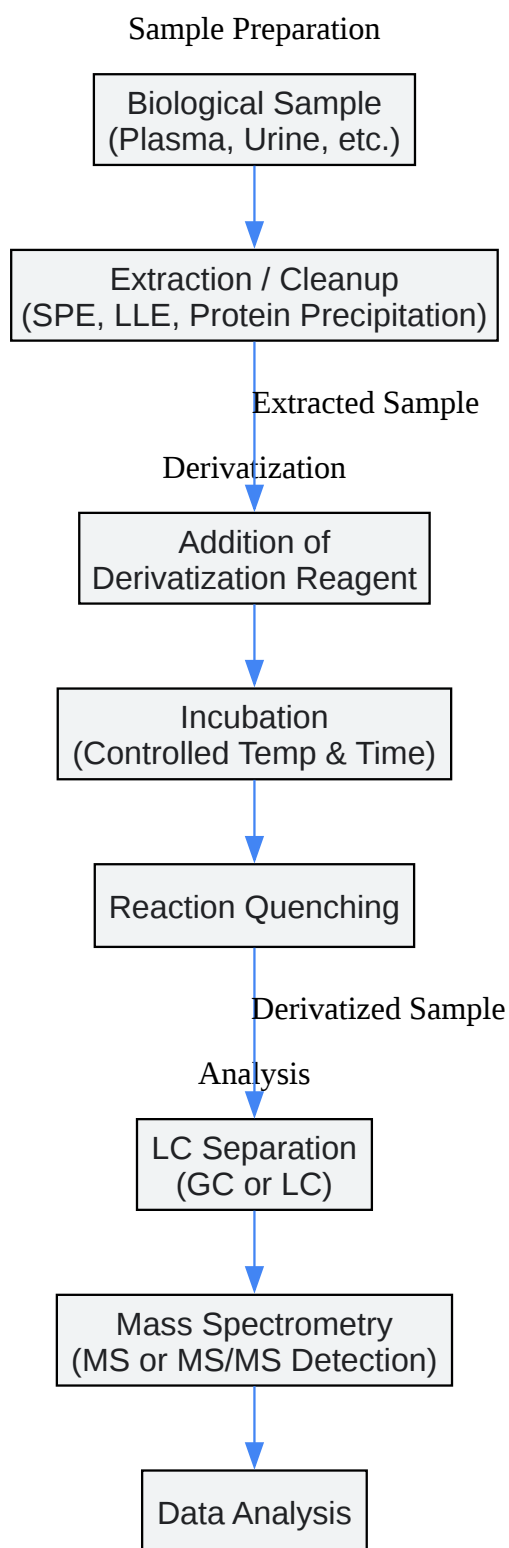 Sample Preparation
Biological Sample
(Plasma, Urine, etc.)
Extraction / Cleanup
(SPE, LLE, Protein Precipitation)
Extracted Sample
Derivatization
Addition of
Derivatization Reagent
Incubation
(Controlled Temp & Time)
Reaction Quenching
Derivatized Sample
Analysis
LC Separation
(GC or LC)
Mass Spectrometry
(MS or MS/MS Detection)
Data Analysis